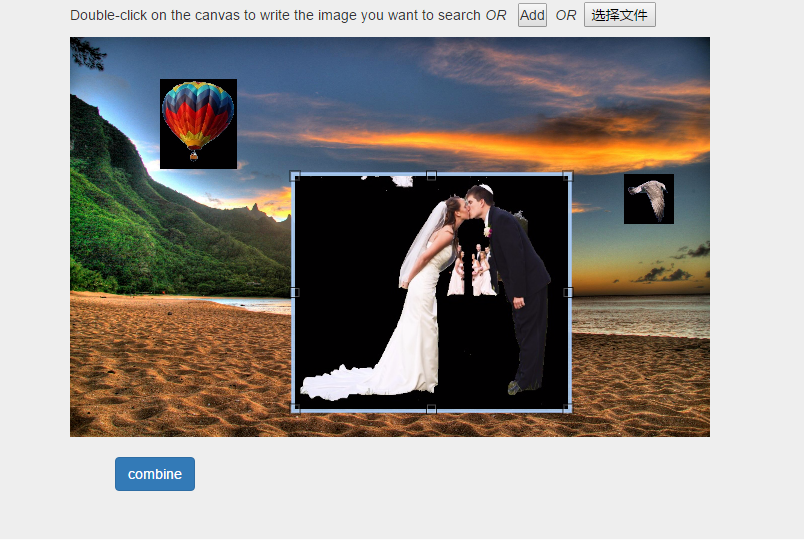 Double-click on the canvas to write the image you want to search OR Add OR 选择文件
combine